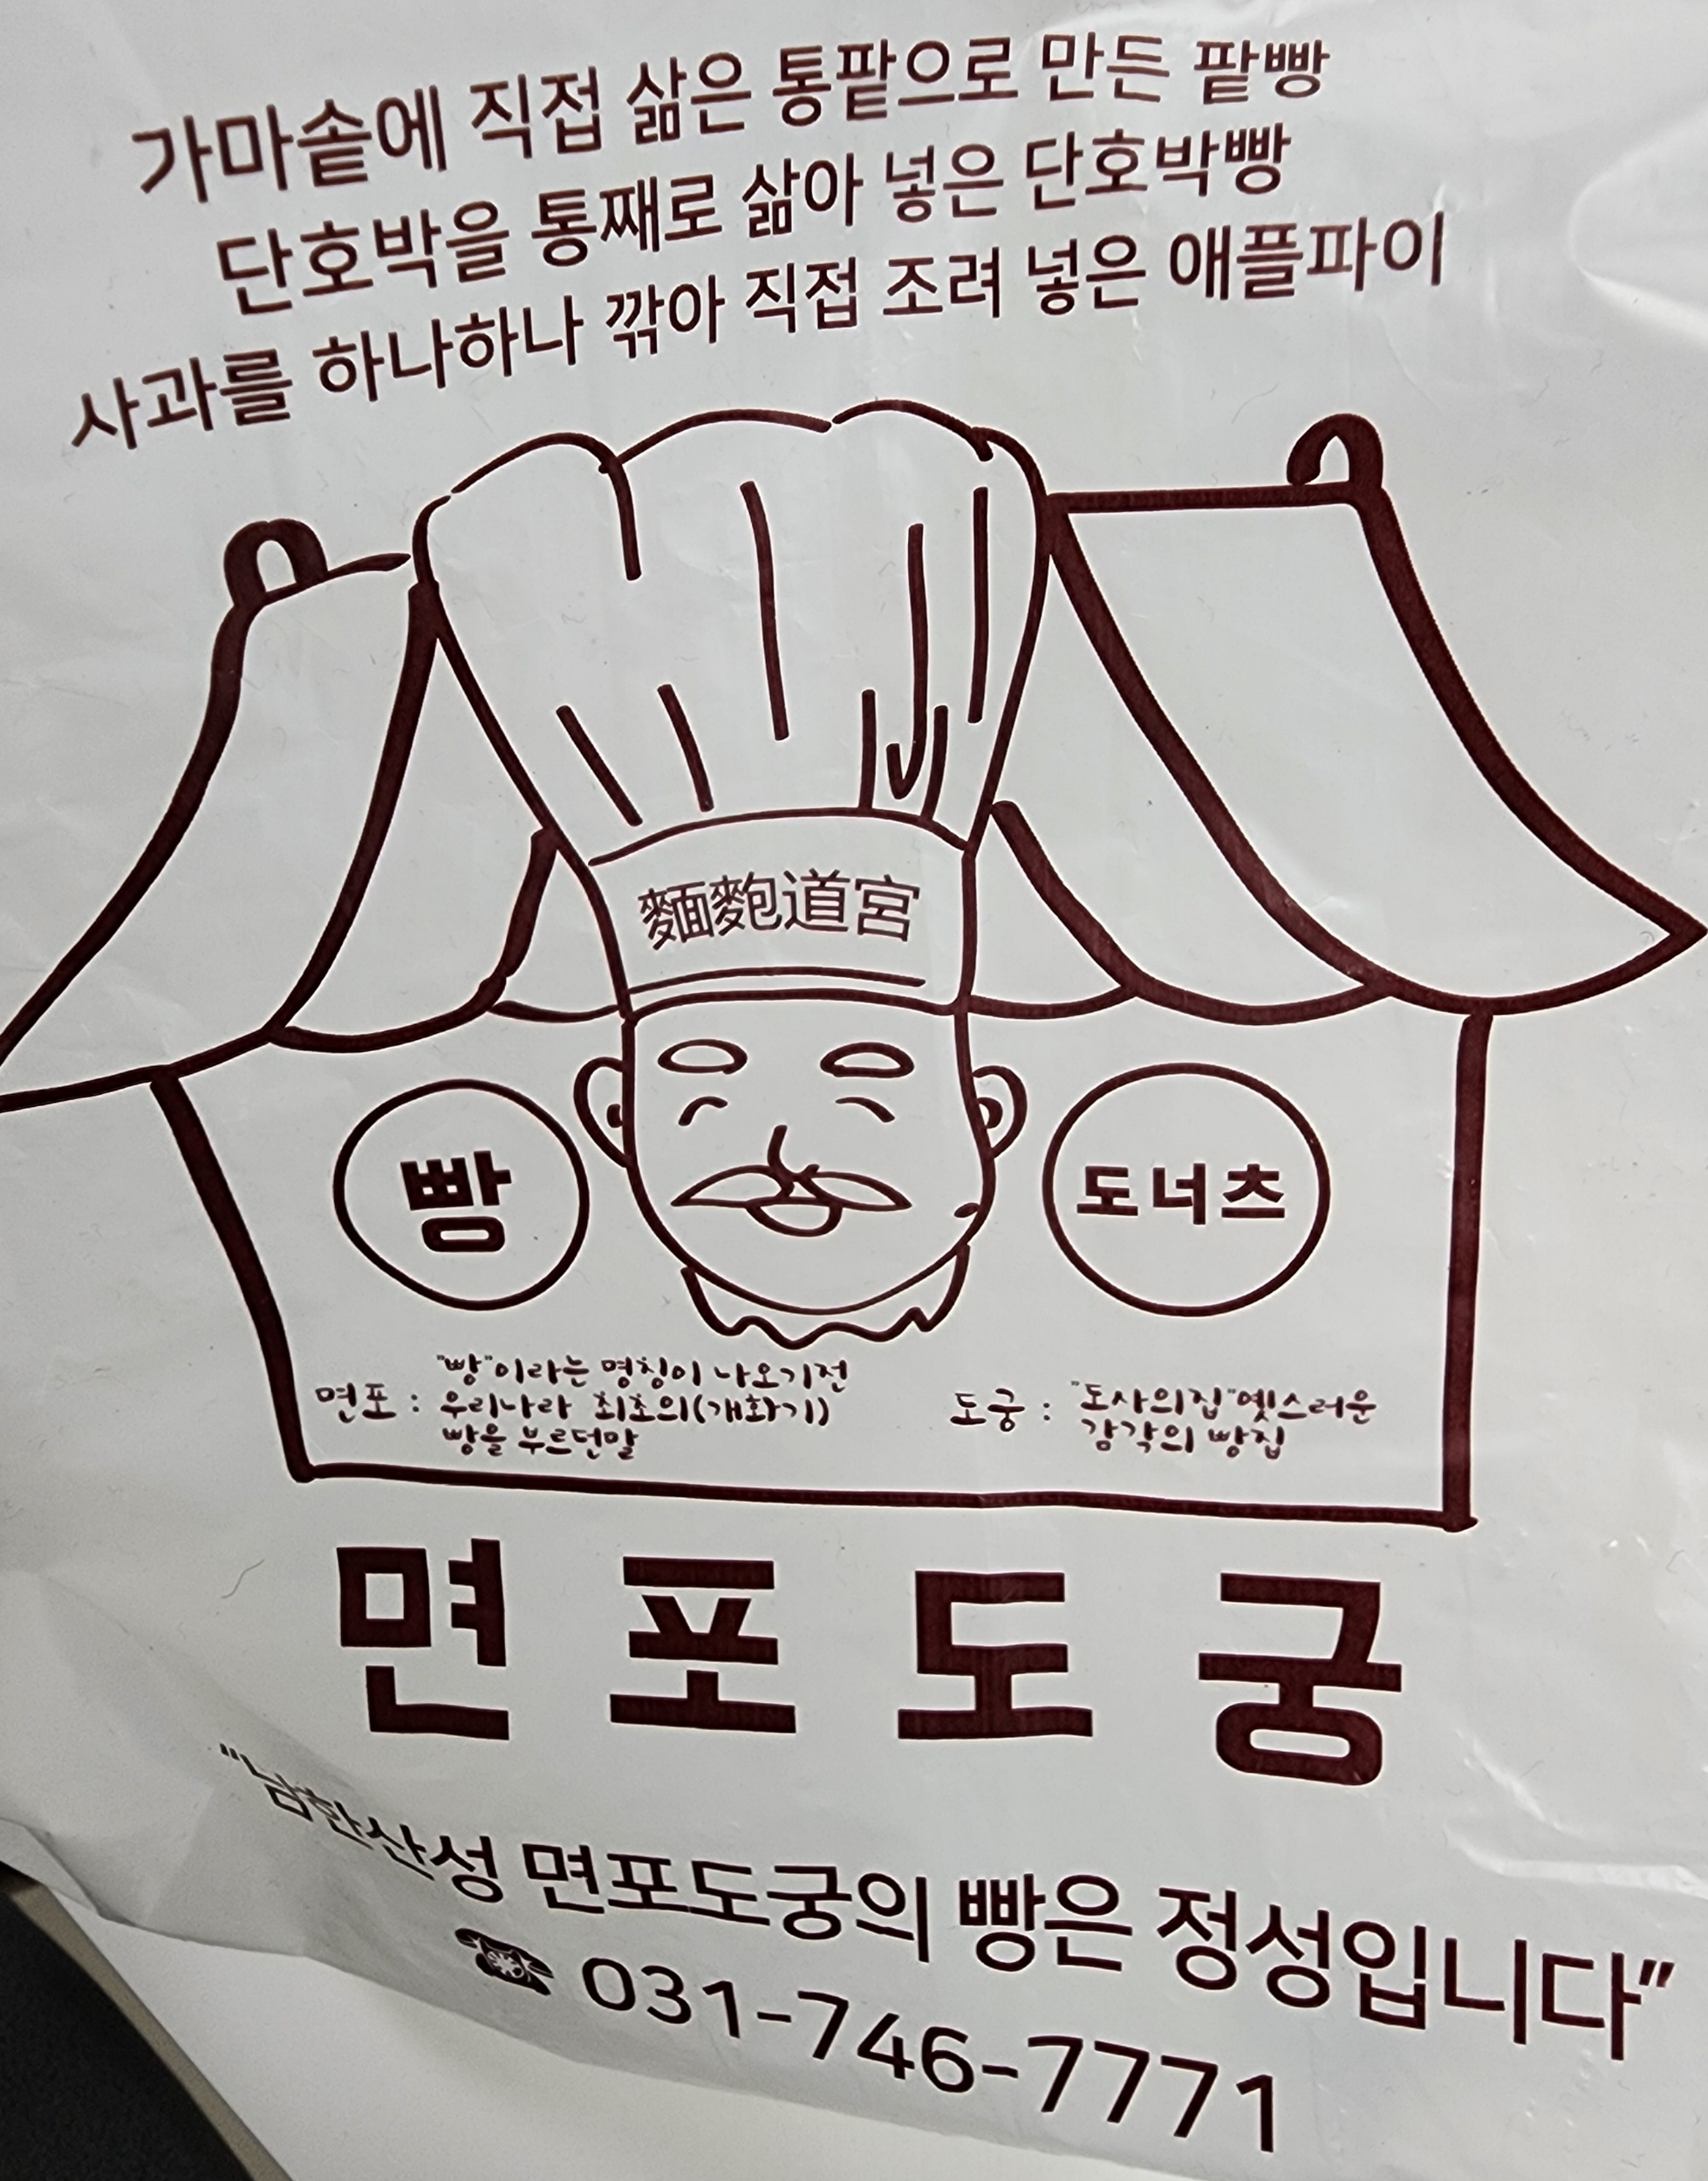 가마솥에 직접 삶은 통팥으로 만든 팥빵
단호박을 통째로 삶아 넣은 단호박빵
사과를 하나하나 깎아 직접 조려 넣은 애플파이
麵麭道宮
빵
도너츠
면포 : "빵"이라는 명칭이 나오기전
우리나라 최초의(개화기)
빵을 부르던말
도궁 : "도사의집"옛스러운
감각의 빵집
면포도궁
"남한산성 면포도궁의 빵은 정성입니다"
☎ 031-746-7771